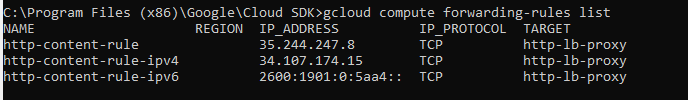 C:\Program Files (x86)\Google\Cloud SDK>gcloud compute forwarding-rules list
NAME REGION IP_ADDRESS IP_PROTOCOL TARGET
http-content-rule 35.244.247.8 TCP http-lb-proxy
http-content-rule-ipv4 34.107.174.15 TCP http-lb-proxy
http-content-rule-ipv6 2600:1901:0:5aa4:: TCP http-lb-proxy